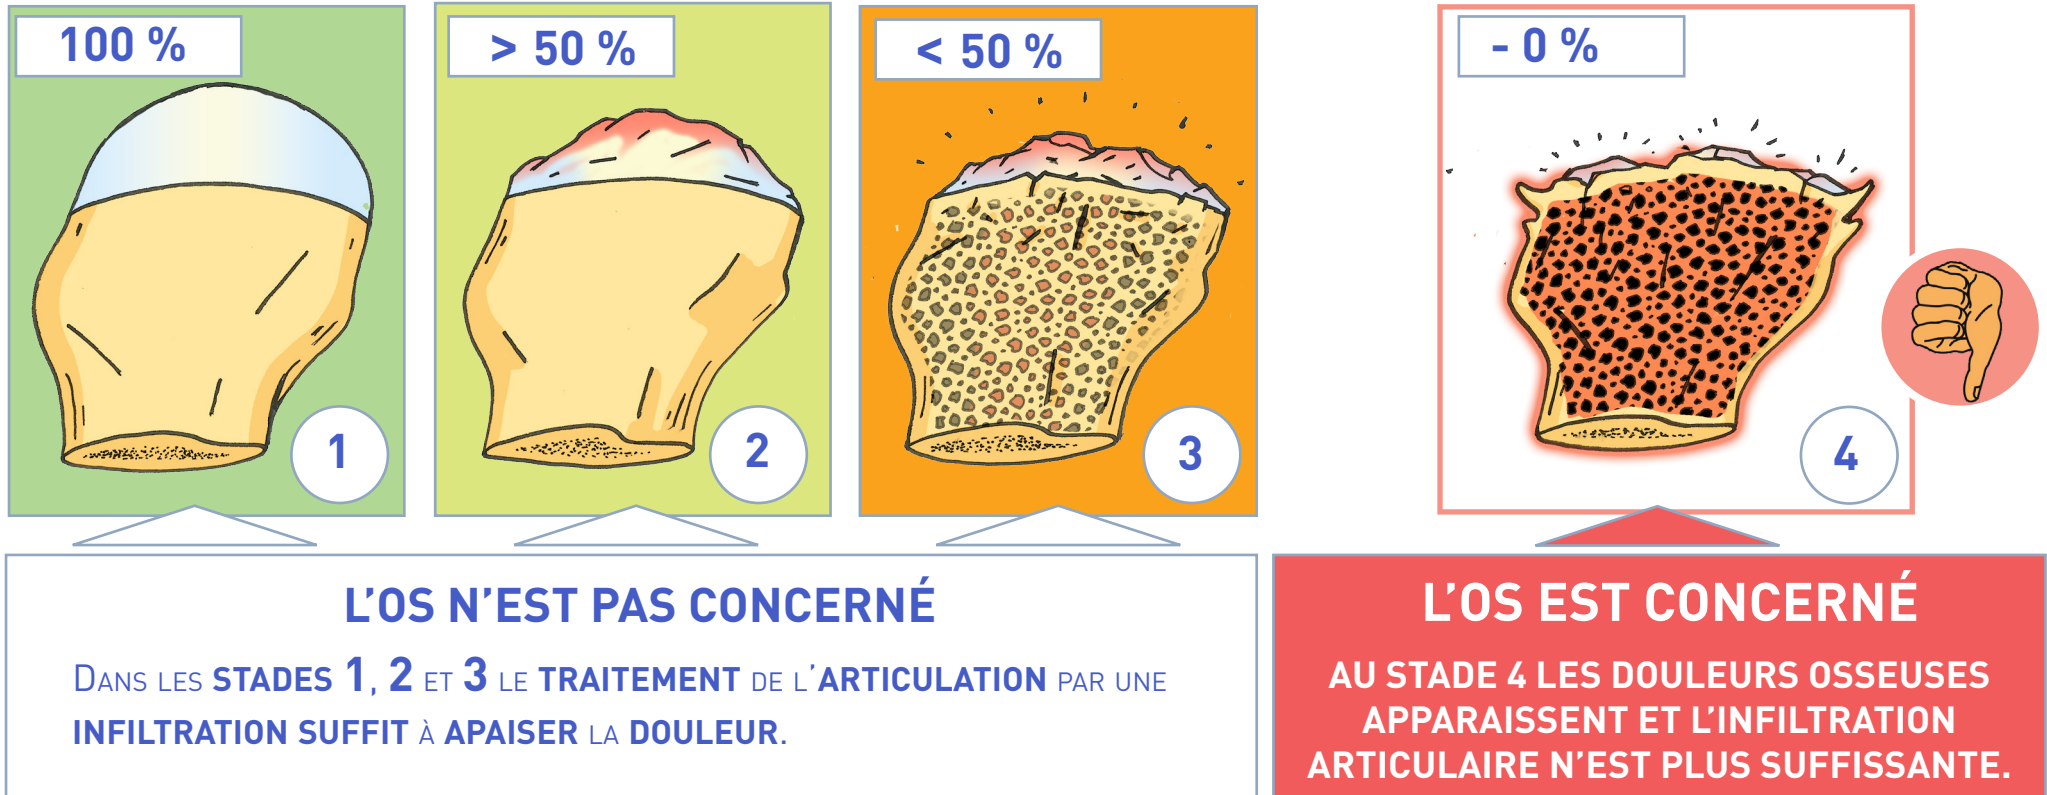 100 %
> 50 %
< 50 %
- 0 %
1
2
3
4
L'OS N'EST PAS CONCERNÉ
DANS LES STADES 1, 2 ET 3 LE TRAITEMENT DE L'ARTICULATION PAR UNE
INFILTRATION SUFFIT À APAISER LA DOULEUR.
L'OS EST CONCERNÉ
AU STADE 4 LES DOULEURS OSSEUSES
APPARAISSENT ET L'INFILTRATION
ARTICULAIRE N'EST PLUS SUFFISSANTE.